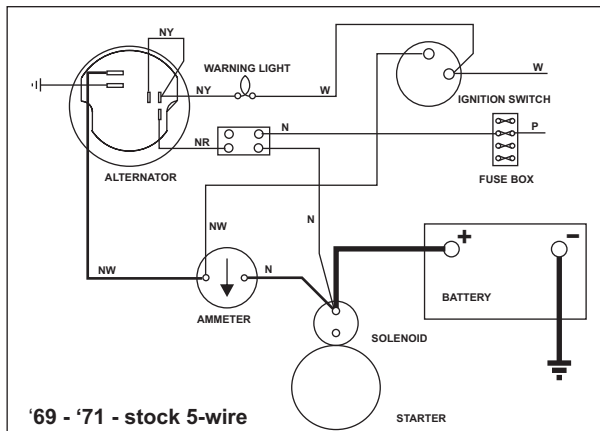 NY
WARNING LIGHT
NY
W
W
IGNITION SWITCH
N
P
NR
ALTERNATOR
FUSE BOX
NW
N
+
-
NW
N
BATTERY
AMMETER
SOLENOID
‘69 - ‘71 - stock 5-wire
STARTER